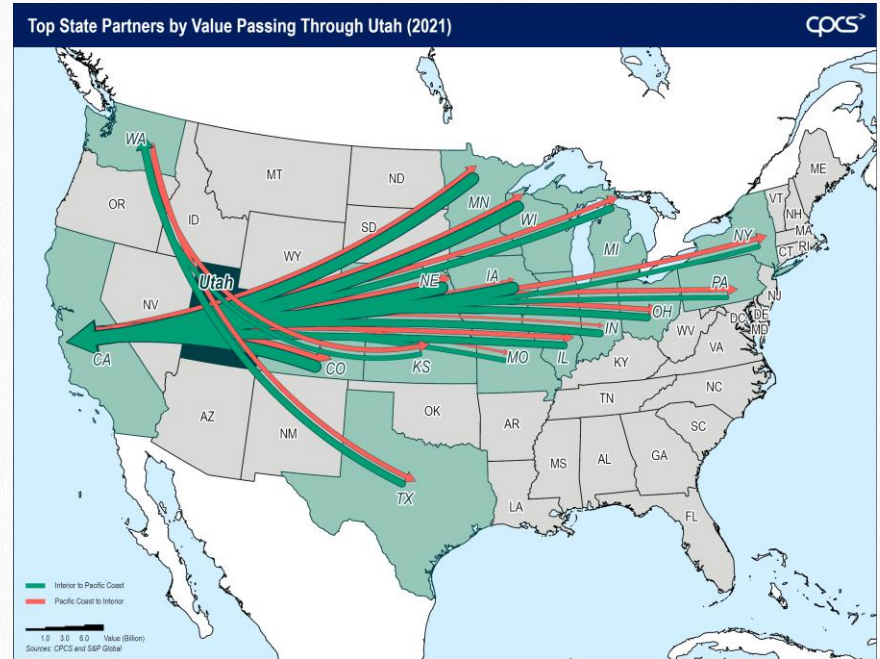 Top State Partners by Value Passing Through Utah (2021)
cpcs
WA
MT
ND
ME
OR
ID
MN
VT
NH
SD
WI
NY
MA
WY
MI
CT RI
Utah
NE
IA
PA
NV
OH
NJ
IN
DC DE
MD
CA
CO
KS
MO
IL
WV
VA
KY
AZ
NM
OK
AR
TN
NC
SC
MS
AL
GA
TX
LA
FL
Interior to Pacific Coast
Pacific Coast to Interior
1.0 3.0 6.0 Value (Billion)
Sources: CPCS and S&P Global